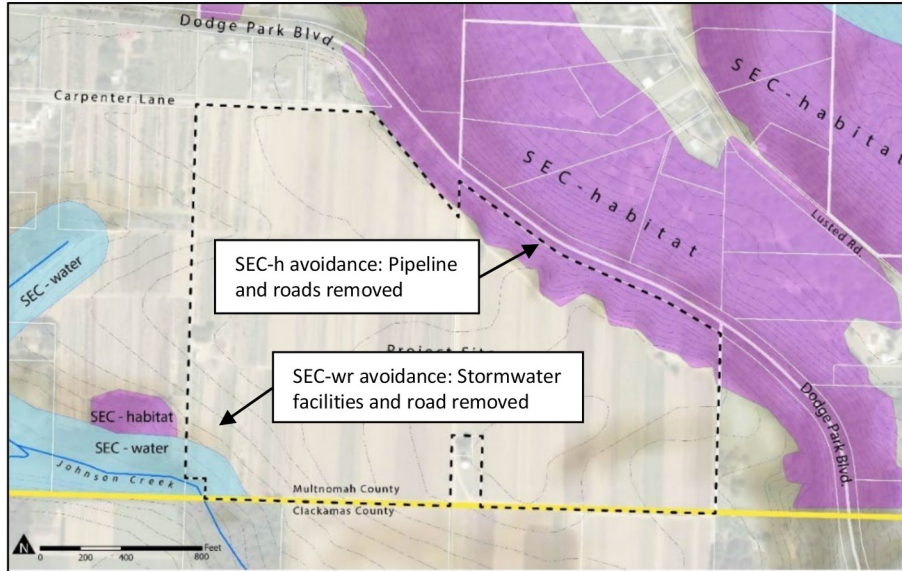 Dodge Park Blvd.
Carpenter Lane
SEC-habitat
SEC-habitat
Lusted Rd.
SEC-water
SEC-h avoidance: Pipeline
and roads removed
Project Site
SEC-wr avoidance: Stormwater
facilities and road removed
SEC - habitat
SEC - water
Johnson Creek
Dodge Park Blvd.
Multnomah County
Clackamas County
N
Feet
0 200 400 800